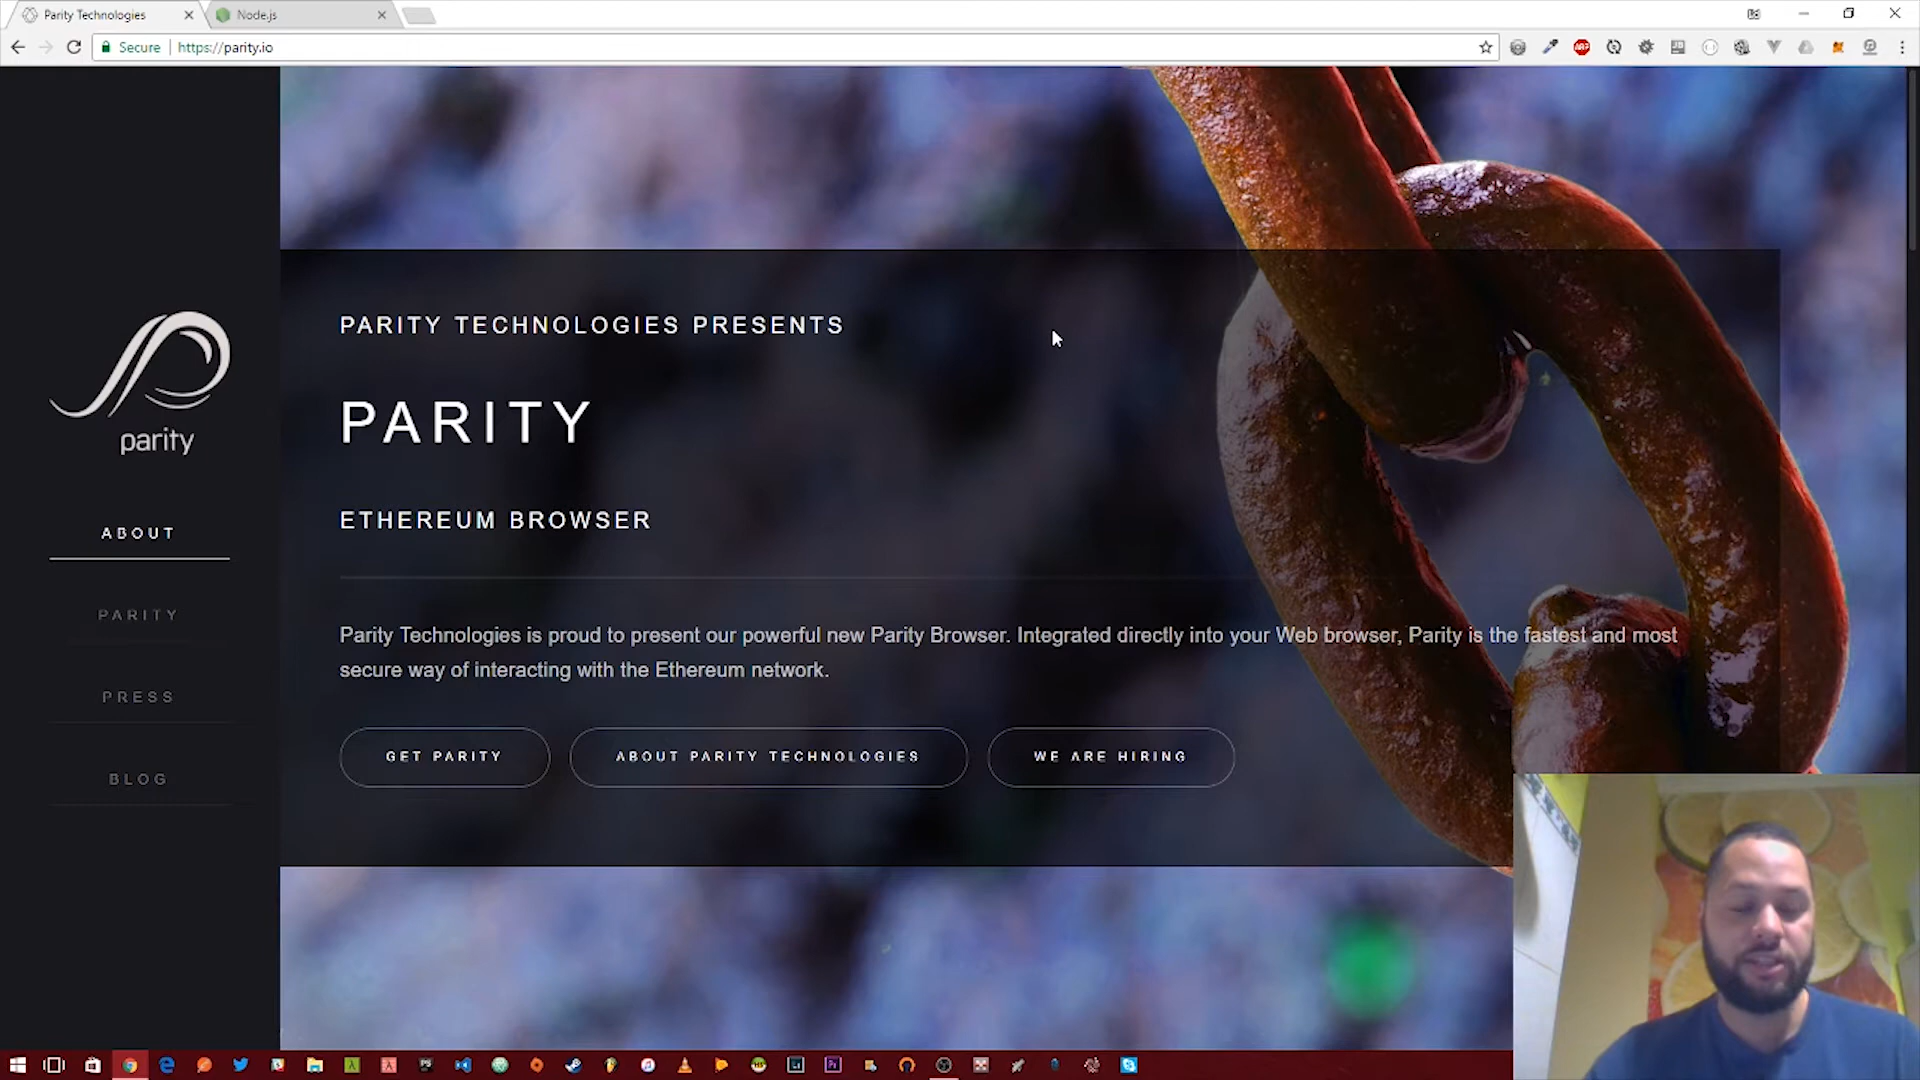 Parity Technologies
Node.js
Secure
https://parity.io
ABP
parity
ABOUT
PARITY
PRESS
BLOG
PARITY TECHNOLOGIES PRESENTS
PARITY
ETHEREUM BROWSER
Parity Technologies is proud to present our powerful new Parity Browser. Integrated directly into your Web browser, Parity is the fastest and most
secure way of interacting with the Ethereum network.
GET PARITY
ABOUT PARITY TECHNOLOGIES
WE ARE HIRING
Lr
Pr